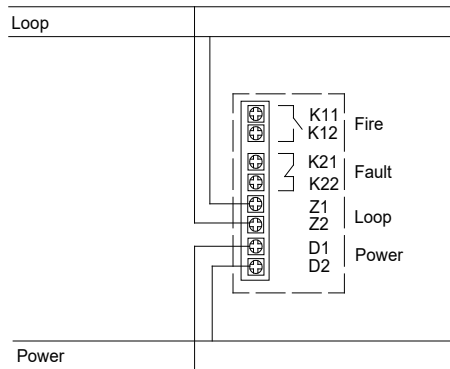 Loop
K11
K12
Fire
K21
K22
Fault
Z1
Z2
Loop
D1
D2
Power
Power